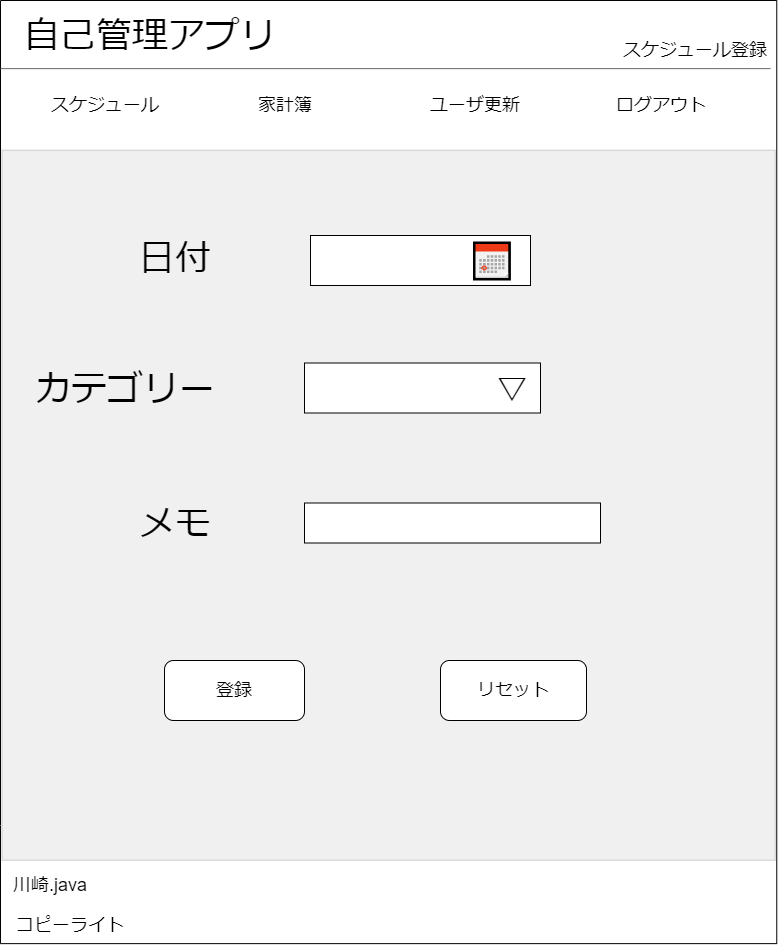 自己管理アプリ
スケジュール登録
スケジュール 家計簿 ユーザ更新 ログアウト
日付
カテゴリー
メモ
登録 リセット
川崎.java
コピーライト